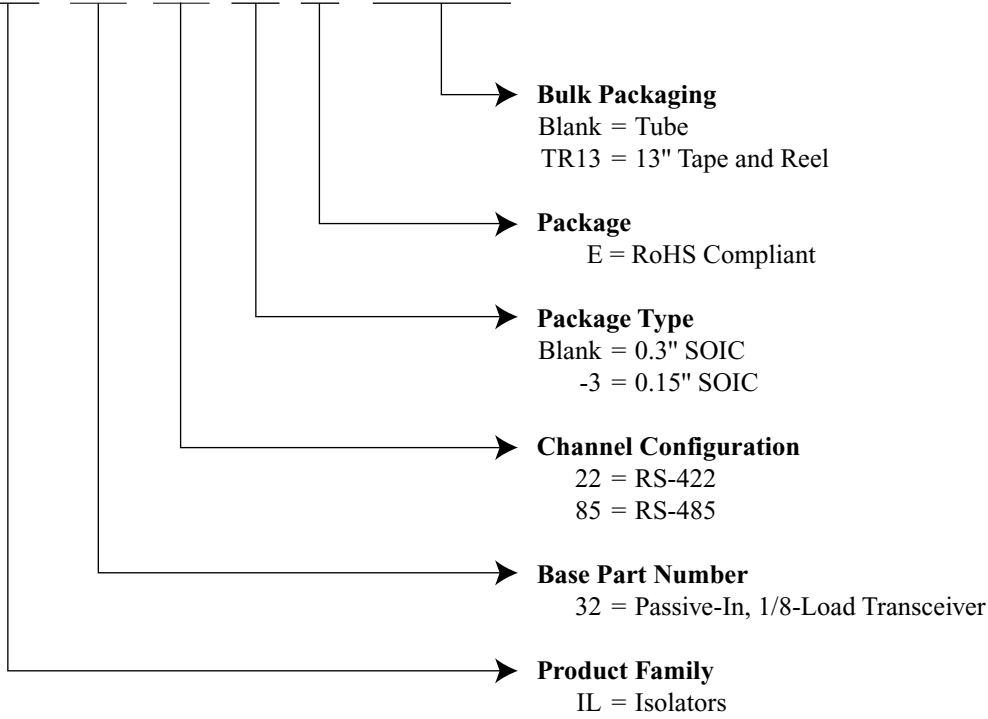 Bulk Packaging
Blank = Tube
TR13 = 13" Tape and Reel
Package
E = RoHS Compliant
Package Type
Blank = 0.3" SOIC
-3 = 0.15" SOIC
Channel Configuration
22 = RS-422
85 = RS-485
Base Part Number
32 = Passive-In, 1/8-Load Transceiver
Product Family
IL = Isolators